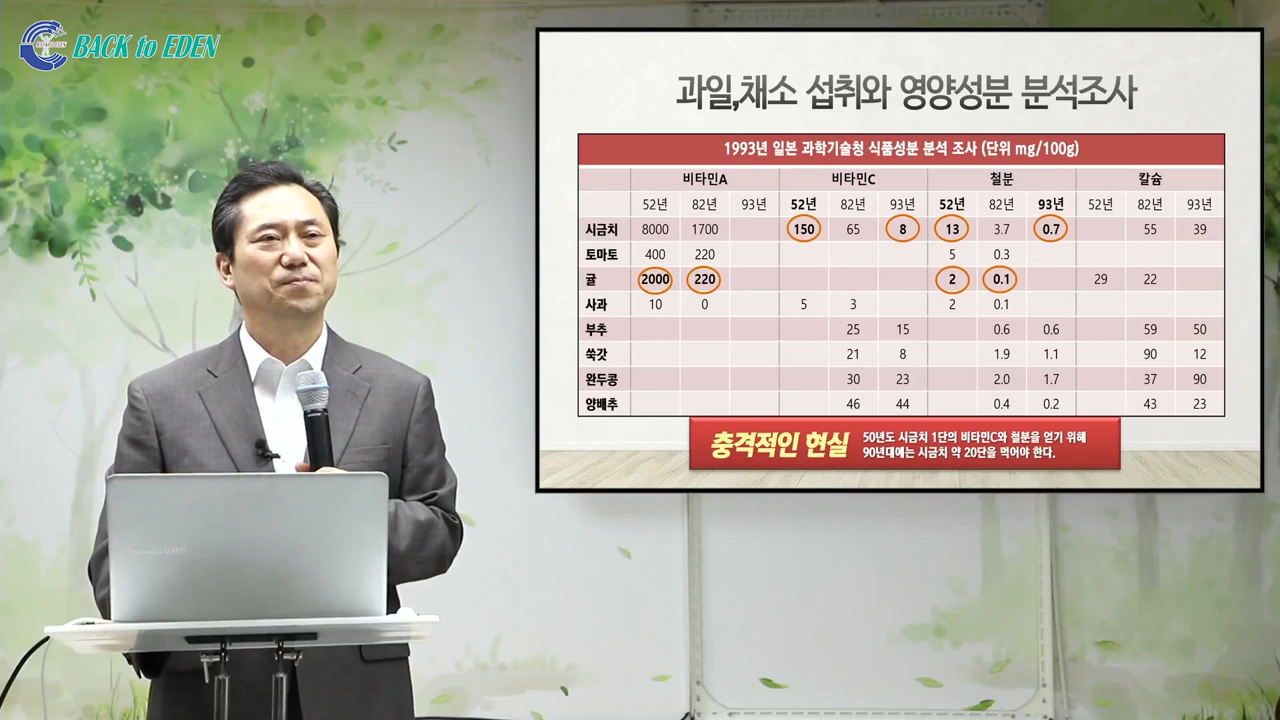 BACK to EDEN
과일,채소 섭취와 영양성분 분석조사
1993년 일본 과학기술청 식품성분 분석 조사 (단위 mg/100g)
비타민A 비타민C 철분 칼슘
52년 82년 93년 52년 82년 93년 52년 82년 93년 52년 82년 93년
시금치 8000 1700 150 65 8 13 3.7 0.7 55 39
토마토 400 220 5 0.3
귤 2000 220 2 0.1 29 22
사과 10 0 5 3 2 0.1
부추 25 15 0.6 0.6 59 50
쑥갓 21 8 1.9 1.1 90 12
완두콩 30 23 2.0 1.7 37 90
양배추 46 44 0.4 0.2 43 23
충격적인 현실
50년도 시금치 1단의 비타민C와 철분을 얻기 위해
90년대에는 시금치 약 20단을 먹어야 한다.
SAMSUNG